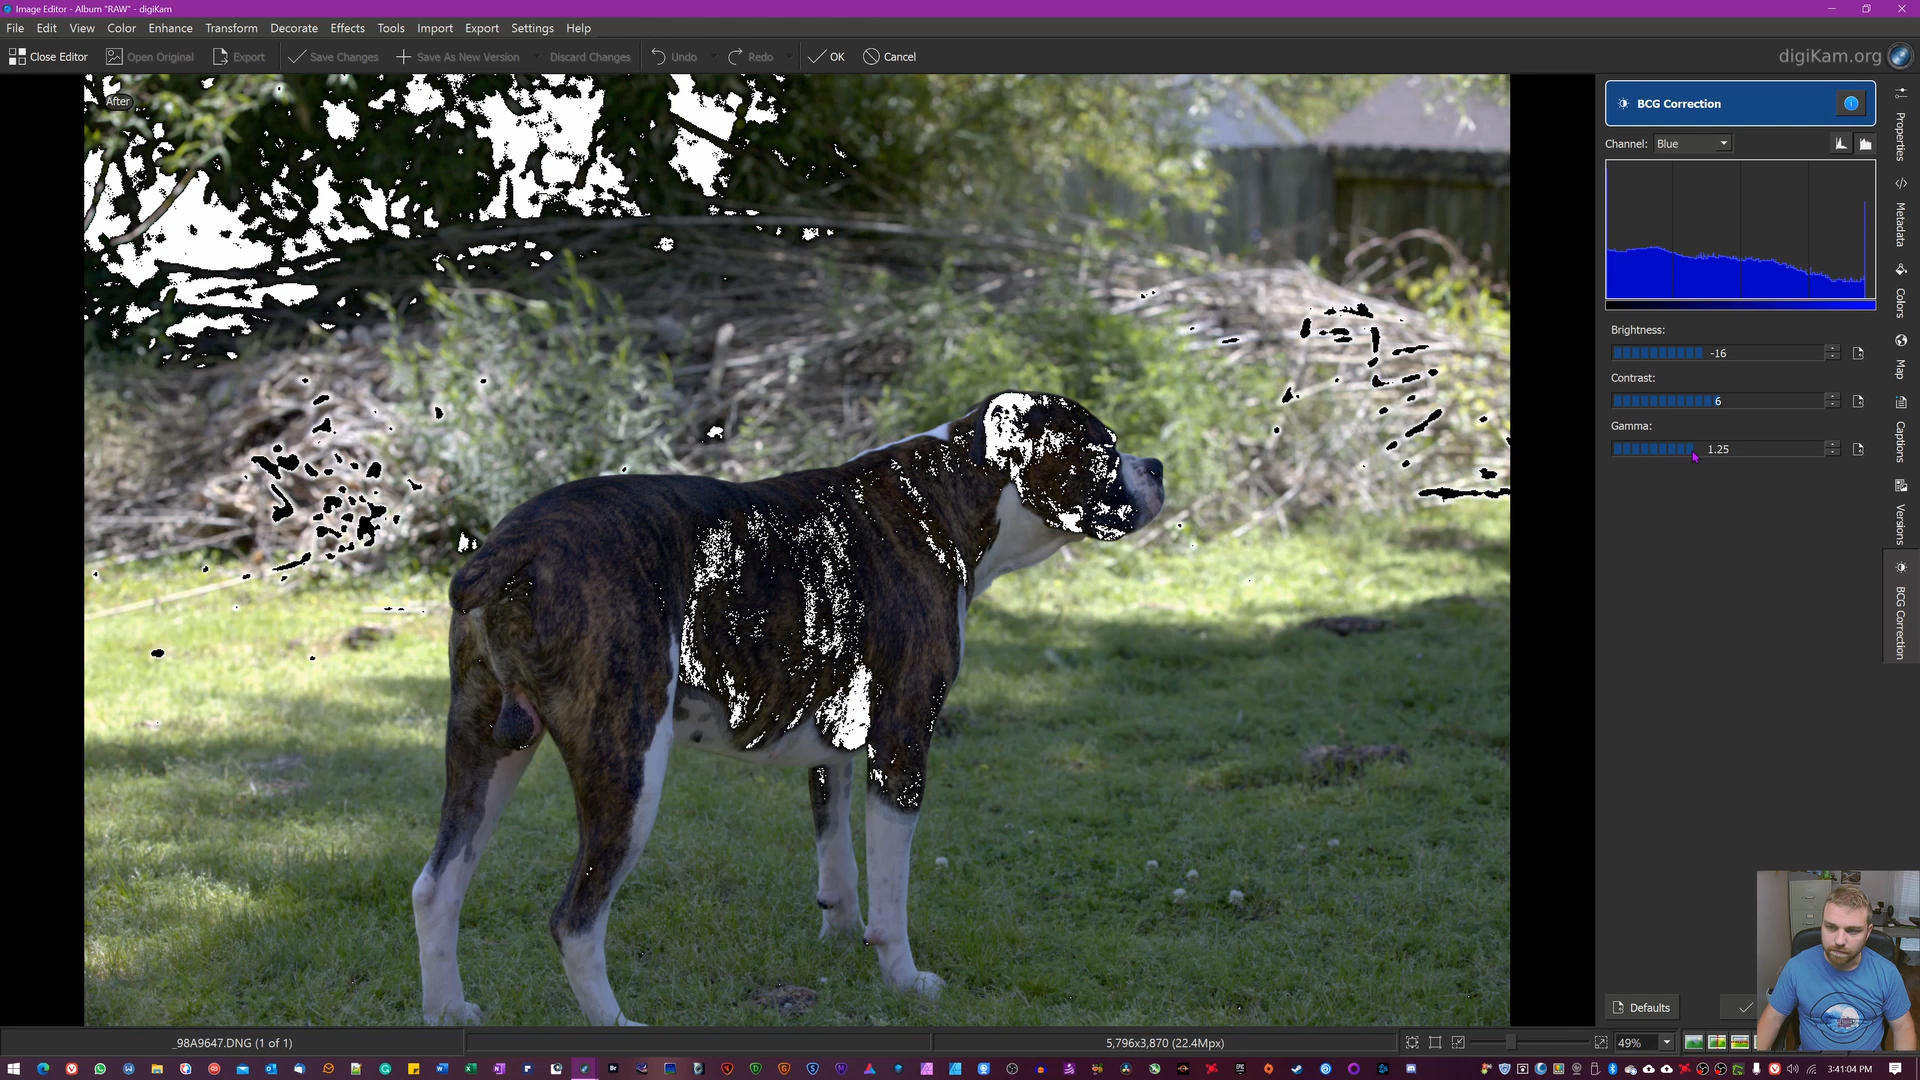 Image Editor - Album "RAW" - digiKam
File Edit View Color Enhance Transform Decorate Effects Tools Import Export Settings Help
Close Editor Open Original Export Save Changes Save As New Version Discard Changes Undo Redo OK Cancel digiKam.org
After
BCG Correction
Channel: Blue
Brightness:
-16
Contrast:
6
Gamma:
1.25
Properties
Metadata
Colors
Map
Captions
Versions
BCG Correction
Defaults
_98A9647.DNG (1 of 1)
5,796x3,870 (22.4Mpx)
49%
3:41:04 PM